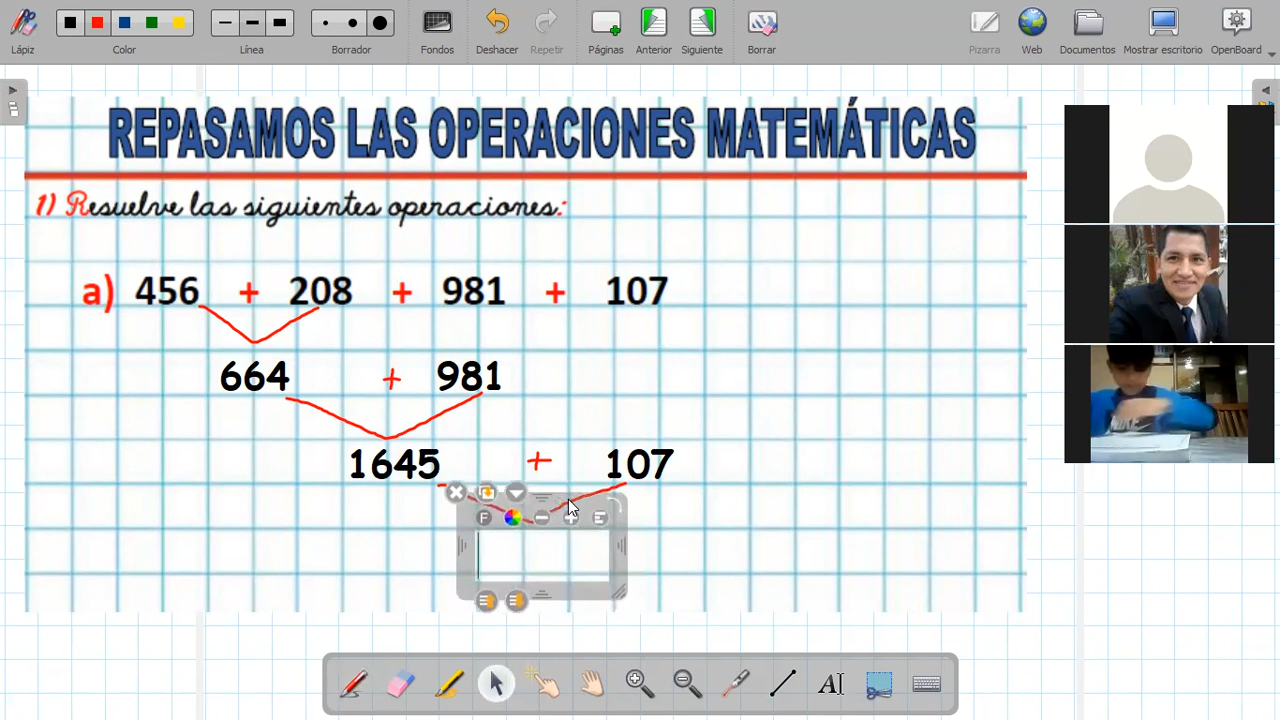 Lápiz Color Línea Borrador Fondos Deshacer Repetir Páginas Anterior Siguiente Borrar Pizarra Web Documentos Mostrar escritorio OpenBoard
REPASAMOS LAS OPERACIONES MATEMÁTICAS
1) Resuelve las siguientes operaciones:
a) 456 + 208 + 981 + 107
664 + 981
1645 + 107
F
AI